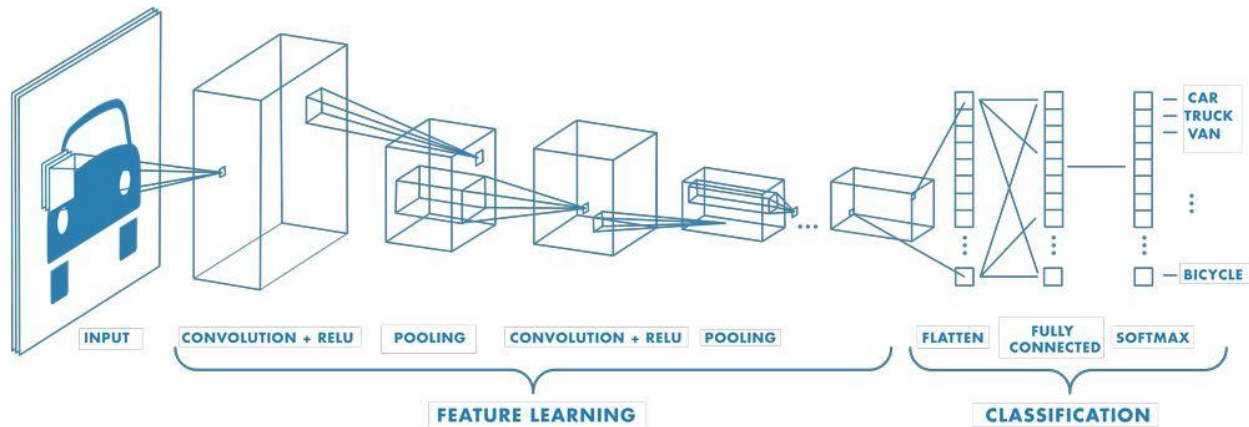 CAR
TRUCK
VAN
BICYCLE
INPUT
CONVOLUTION + RELU
POOLING
CONVOLUTION + RELU
POOLING
FLATTEN
FULLY
CONNECTED
SOFTMAX
FEATURE LEARNING
CLASSIFICATION